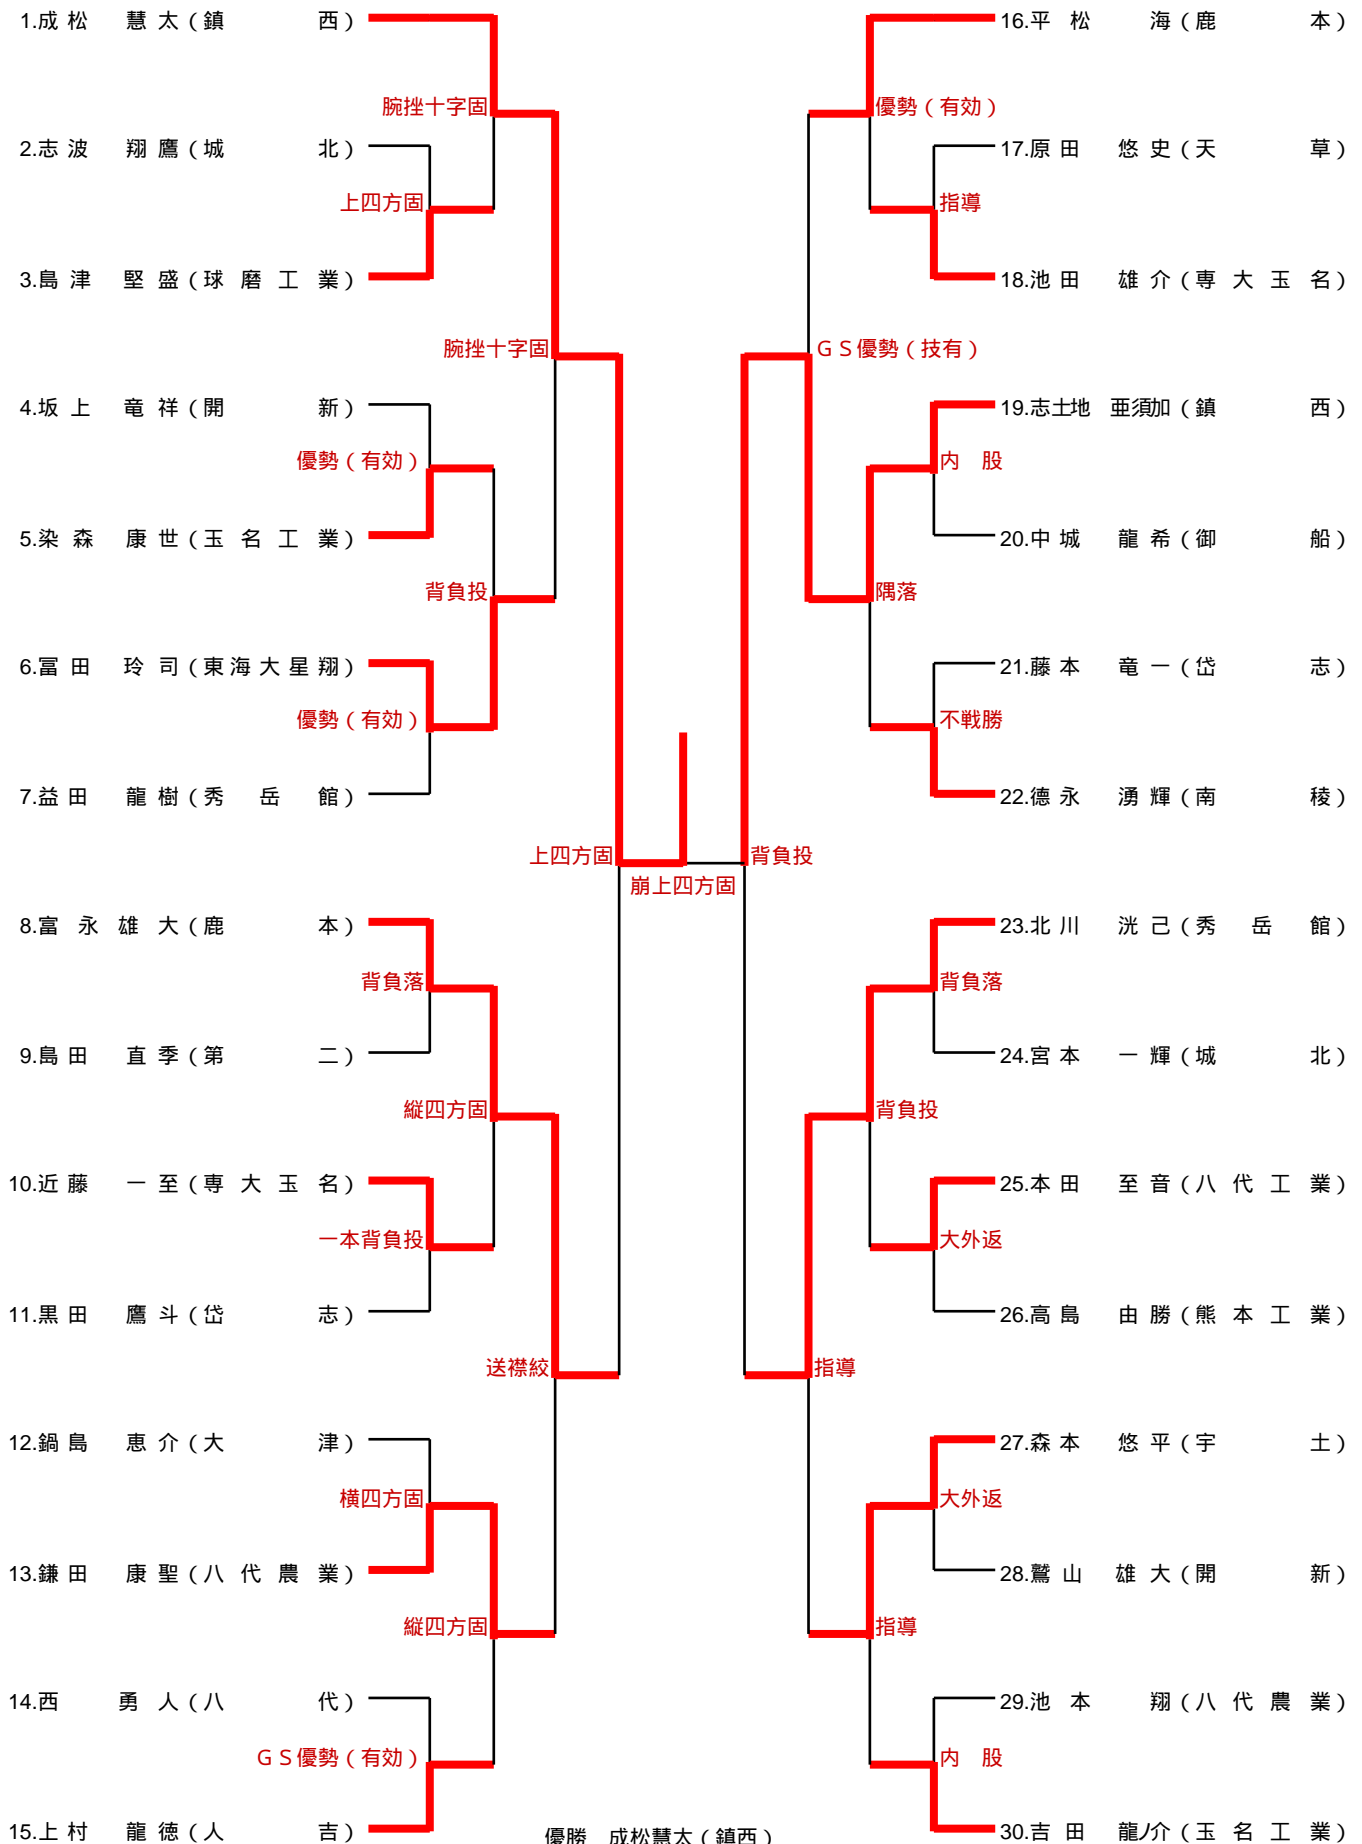 1.成松 慧太(鎮西)
腕挫十字固
2.志波 翔鷹(城北)
上四方固
3.島津 堅盛(球磨工業)
腕挫十字固
4.坂上 竜祥(開新)
優勢(有効)
5.染森 康世(玉名工業)
背負投
6.冨田 玲司(東海大星翔)
優勢(有効)
7.益田 龍樹(秀岳館)
上四方固
崩上四方固
8.富永 雄大(鹿本)
背負落
9.島田 直季(第二)
縦四方固
10.近藤 一至(専大玉名)
一本背負投
11.黒田 鷹斗(岱志)
送襟絞
12.鍋島 恵介(大津)
横四方固
13.鎌田 康聖(八代農業)
縦四方固
14.西 勇人(八代)
GS優勢(有効)
15.上村 龍徳(人吉)
優勝 成松慧太(鎮西)
16.平松 海(鹿本)
優勢(有効)
17.原田 悠史(天草)
指導
18.池田 雄介(専大玉名)
GS優勢(技有)
19.志土地 亜須加(鎮西)
内 股
20.中城 龍希(御船)
隅落
21.藤本 竜一(岱志)
不戦勝
22.德永 湧輝(南稜)
背負投
23.北川 洸己(秀岳館)
背負落
24.宮本 一輝(城北)
背負投
25.本田 至音(八代工業)
大外返
26.高島 由勝(熊本工業)
指導
27.森本 悠平(宇土)
大外返
28.鷲山 雄大(開新)
指導
29.池本 翔(八代農業)
内 股
30.吉田 龍ノ介(玉名工業)